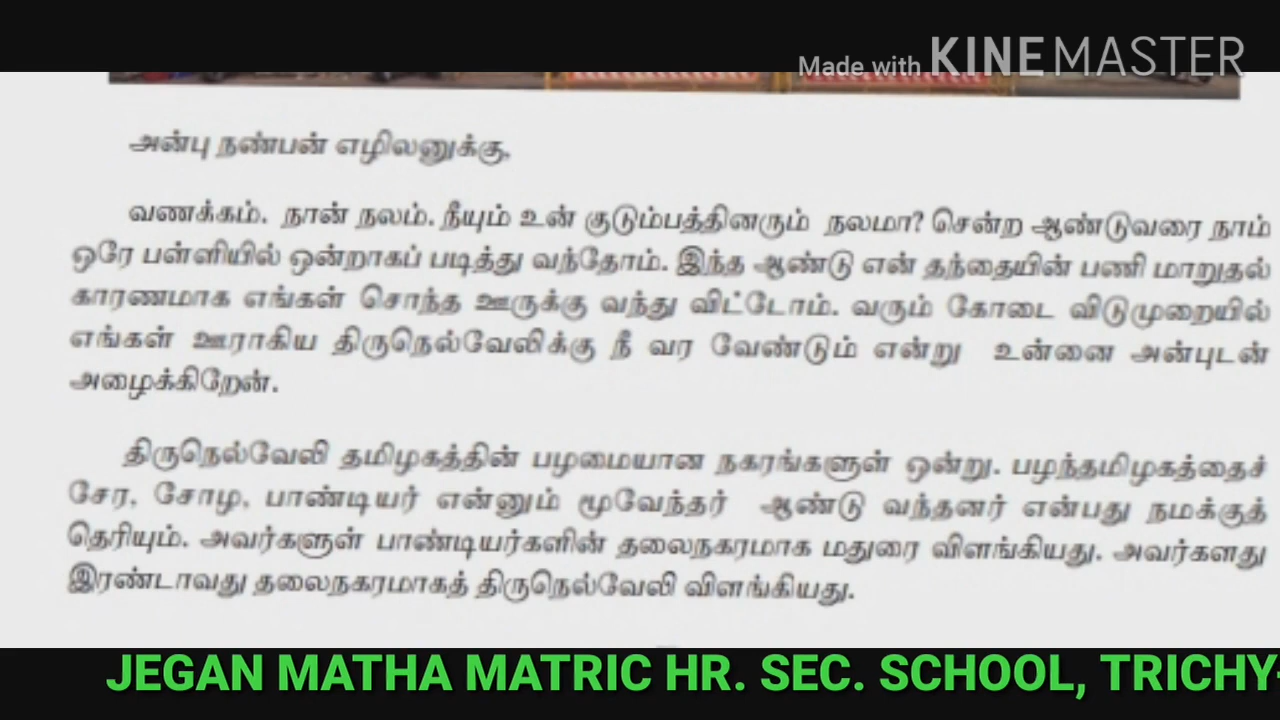 Made with KINEMASTER
அன்பு நண்பன் எழிலனுக்கு,
வணக்கம். நான் நலம். நீயும் உன் குடும்பத்தினரும் நலமா? சென்ற ஆண்டுவரை நாம்
ஒரே பள்ளியில் ஒன்றாகப் படித்து வந்தோம். இந்த ஆண்டு என் தந்தையின் பணி மாறுதல்
காரணமாக எங்கள் சொந்த ஊருக்கு வந்து விட்டோம். வரும் கோடை விடுமுறையில்
எங்கள் ஊராகிய திருநெல்வேலிக்கு நீ வர வேண்டும் என்று உன்னை அன்புடன்
அழைக்கிறேன்.
திருநெல்வேலி தமிழகத்தின் பழமையான நகரங்களுள் ஒன்று. பழந்தமிழகத்தைச்
சேர, சோழ, பாண்டியர் என்னும் மூவேந்தர் ஆண்டு வந்தனர் என்பது நமக்குத்
தெரியும். அவர்களுள் பாண்டியர்களின் தலைநகரமாக மதுரை விளங்கியது. அவர்களது
இரண்டாவது தலைநகரமாகத் திருநெல்வேலி விளங்கியது.
JEGAN MATHA MATRIC HR. SEC. SCHOOL, TRICHY-